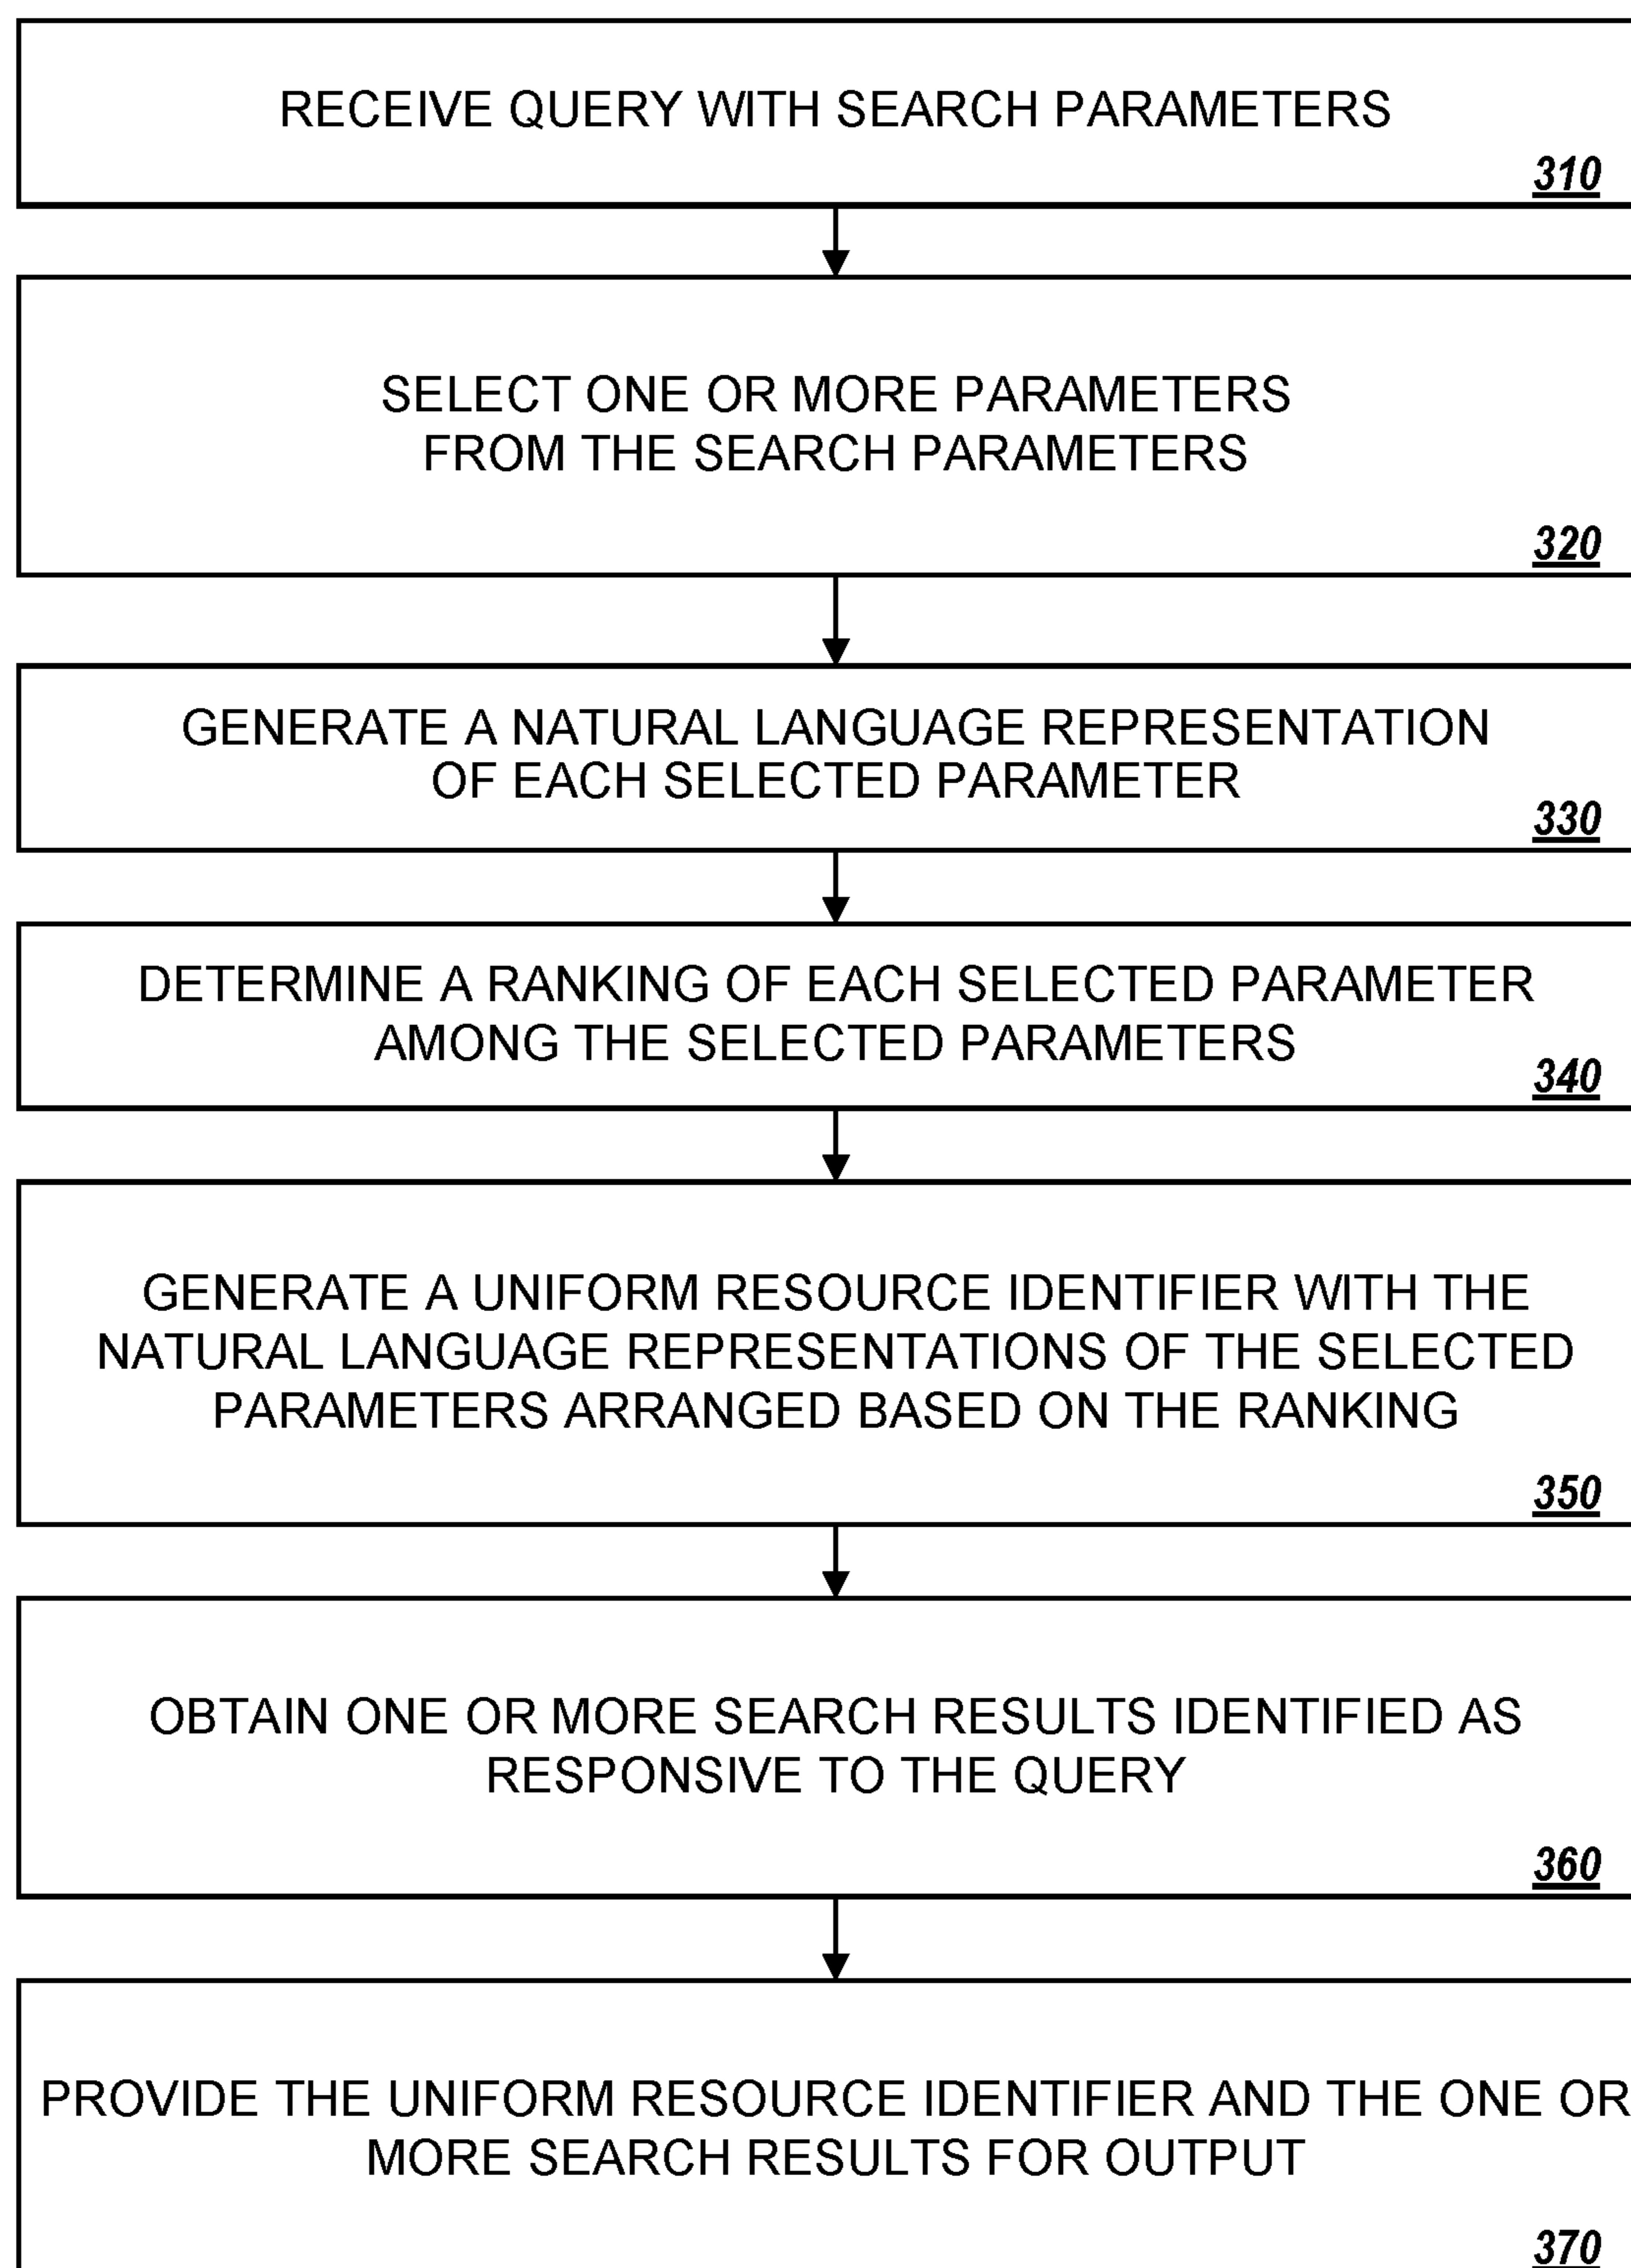 RECEIVE QUERY WITH SEARCH PARAMETERS
310
SELECT ONE OR MORE PARAMETERS
FROM THE SEARCH PARAMETERS
320
GENERATE A NATURAL LANGUAGE REPRESENTATION
OF EACH SELECTED PARAMETER
330
DETERMINE A RANKING OF EACH SELECTED PARAMETER
AMONG THE SELECTED PARAMETERS
340
GENERATE A UNIFORM RESOURCE IDENTIFIER WITH THE
NATURAL LANGUAGE REPRESENTATIONS OF THE SELECTED
PARAMETERS ARRANGED BASED ON THE RANKING
350
OBTAIN ONE OR MORE SEARCH RESULTS IDENTIFIED AS
RESPONSIVE TO THE QUERY
360
PROVIDE THE UNIFORM RESOURCE IDENTIFIER AND THE ONE OR
MORE SEARCH RESULTS FOR OUTPUT
370